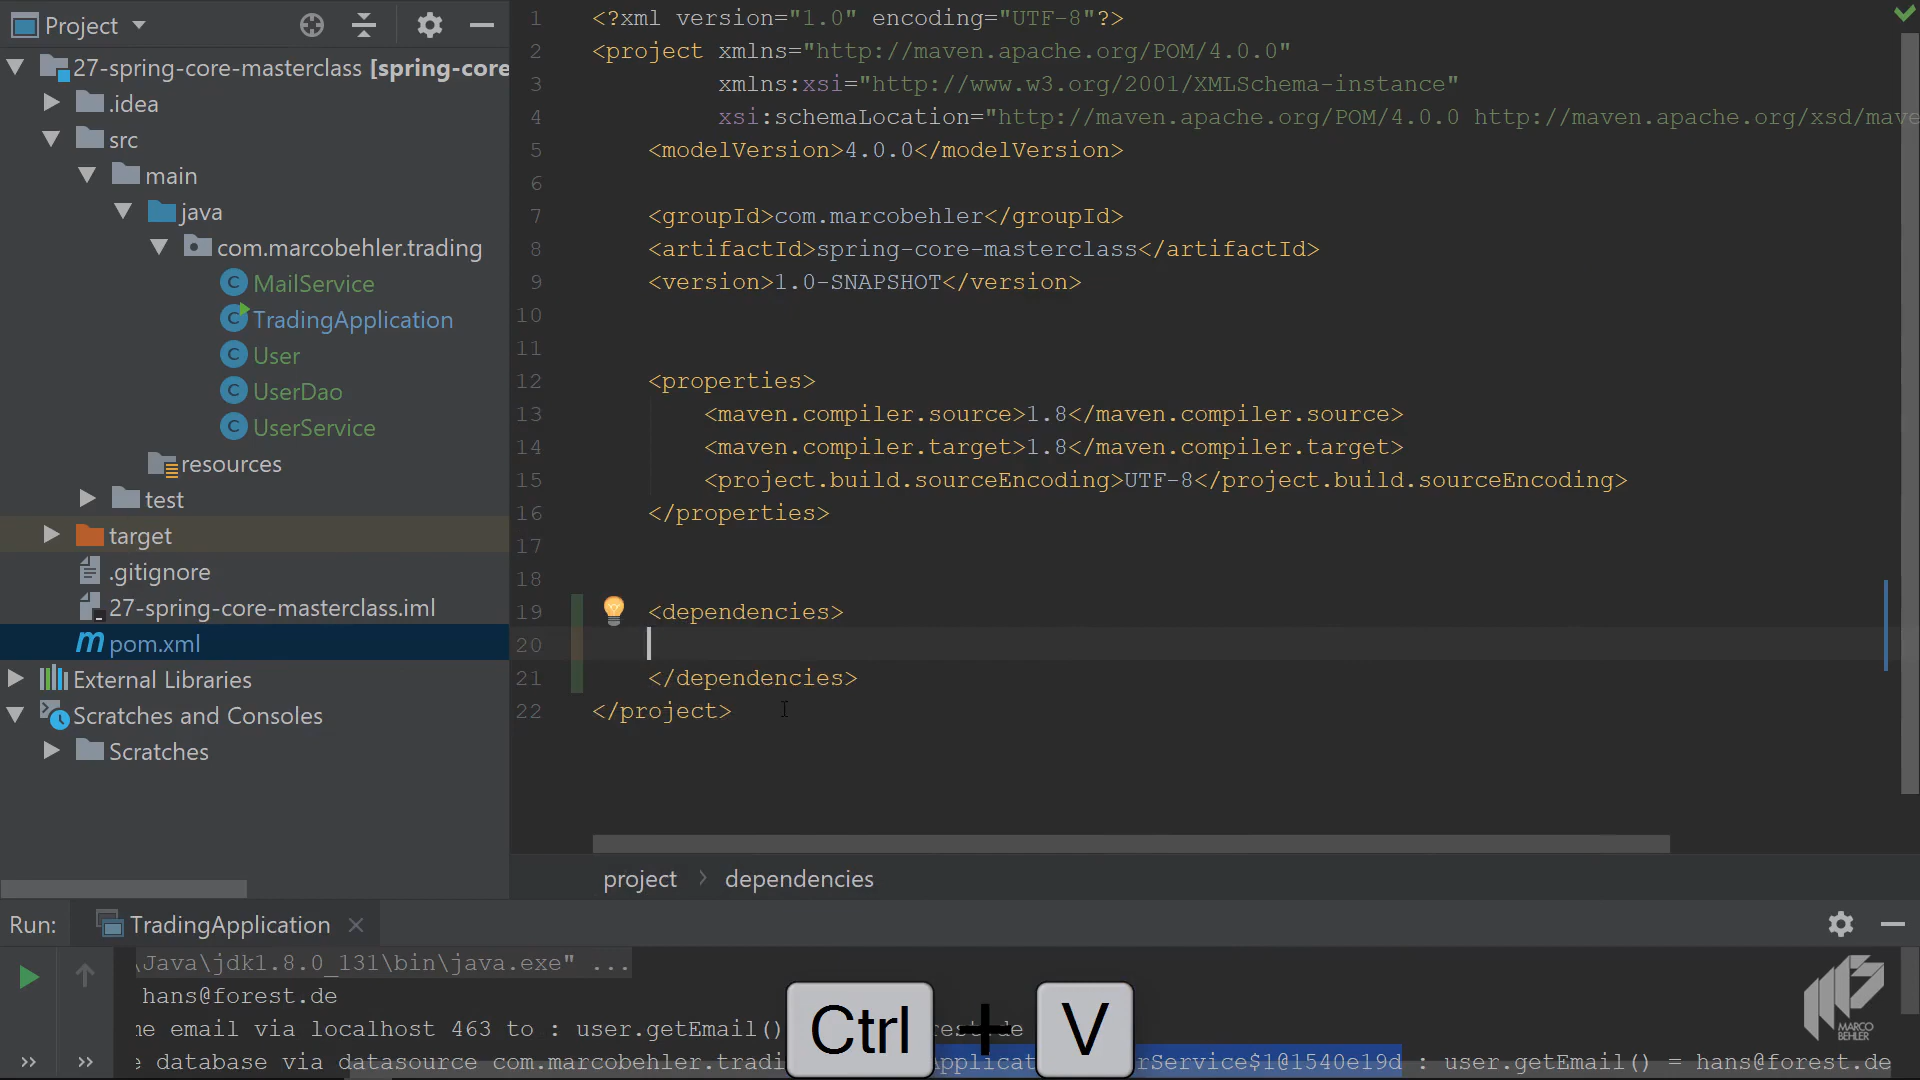 Project
27-spring-core-masterclass [spring-core
.idea
src
main
java
com.marcobehler.trading
MailService
TradingApplication
User
UserDao
UserService
resources
test
target
.gitignore
27-spring-core-masterclass.iml
pom.xml
External Libraries
Scratches and Consoles
Scratches
1 <?xml version="1.0" encoding="UTF-8"?>
2 <project xmlns="http://maven.apache.org/POM/4.0.0"
3 xmlns:xsi="http://www.w3.org/2001/XMLSchema-instance"
4 xsi:schemaLocation="http://maven.apache.org/POM/4.0.0 http://maven.apache.org/xsd/mave
5 <modelVersion>4.0.0</modelVersion>
6
7 <groupId>com.marcobehler</groupId>
8 <artifactId>spring-core-masterclass</artifactId>
9 <version>1.0-SNAPSHOT</version>
10
11
12 <properties>
13 <maven.compiler.source>1.8</maven.compiler.source>
14 <maven.compiler.target>1.8</maven.compiler.target>
15 <project.build.sourceEncoding>UTF-8</project.build.sourceEncoding>
16 </properties>
17
18
19 <dependencies>
20
21 </dependencies>
22 </project>
project > dependencies
Run: TradingApplication
\Java\jdk1.8.0_131\bin\java.exe" ...
hans@forest.de
me email via localhost 463 to : user.getEmail() rest.de
e database via datasource com.marcobehler.tradi Applicat rService$1@1540e19d : user.getEmail() = hans@forest.de
Ctrl + V
MARCO
BEHLER